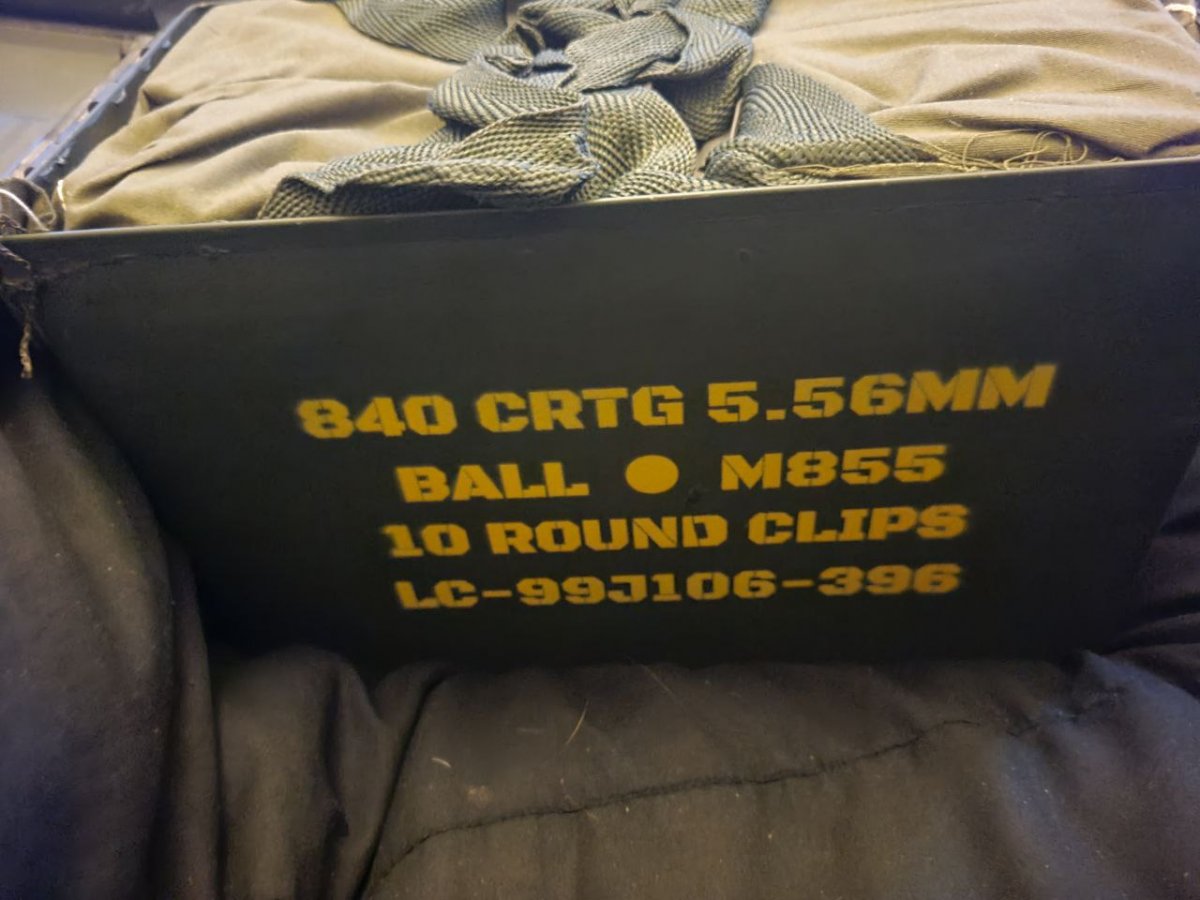 840 CRTG 5.56MM
BALL ● M855
10 ROUND CLIPS
LC-99J106-396